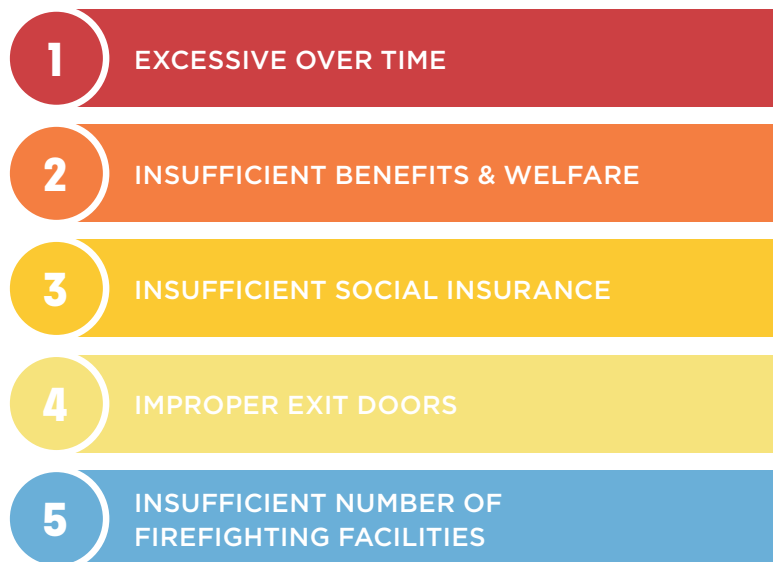 1
EXCESSIVE OVER TIME
2
INSUFFICIENT BENEFITS & WELFARE
3
INSUFFICIENT SOCIAL INSURANCE
4
IMPROPER EXIT DOORS
5
INSUFFICIENT NUMBER OF
FIREFIGHTING FACILITIES